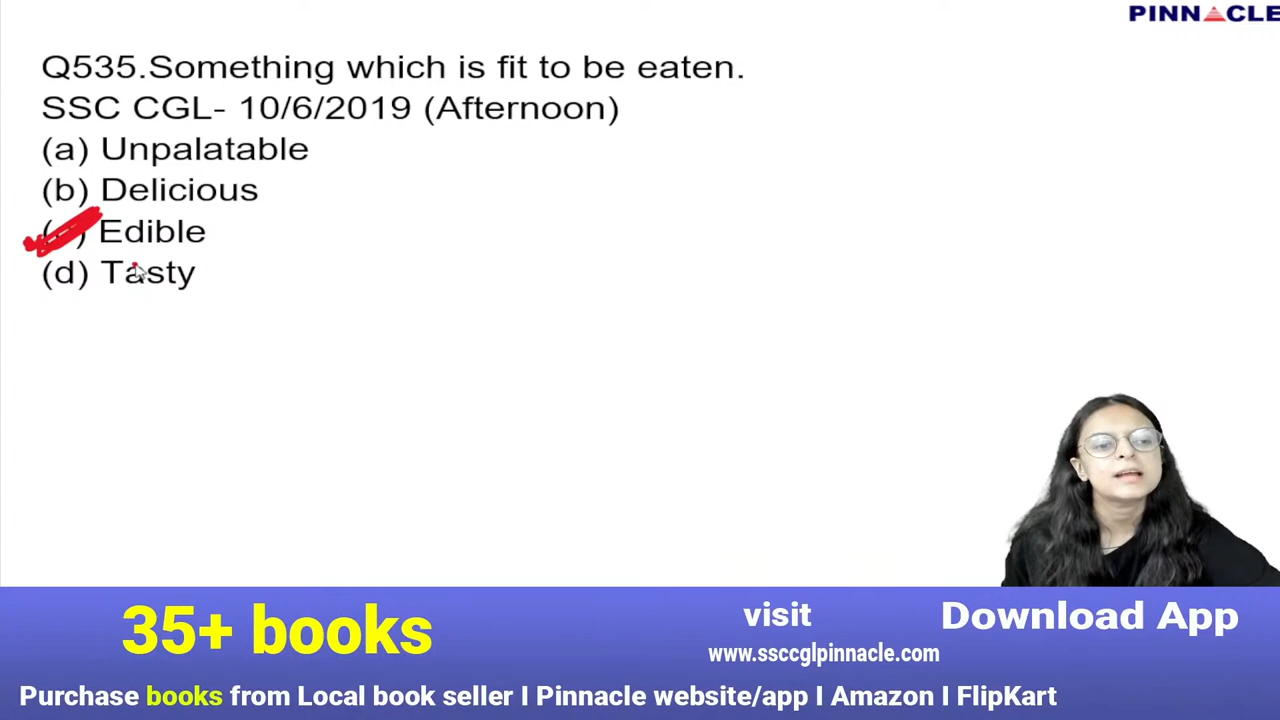 PINNACLE
Q535.Something which is fit to be eaten.
SSC CGL- 10/6/2019 (Afternoon)
(a) Unpalatable
(b) Delicious
( ) Edible
(d) Tasty
35+ books
visit
Download App
www.ssccglpinnacle.com
Purchase books from Local book seller I Pinnacle website/app I Amazon I FlipKart